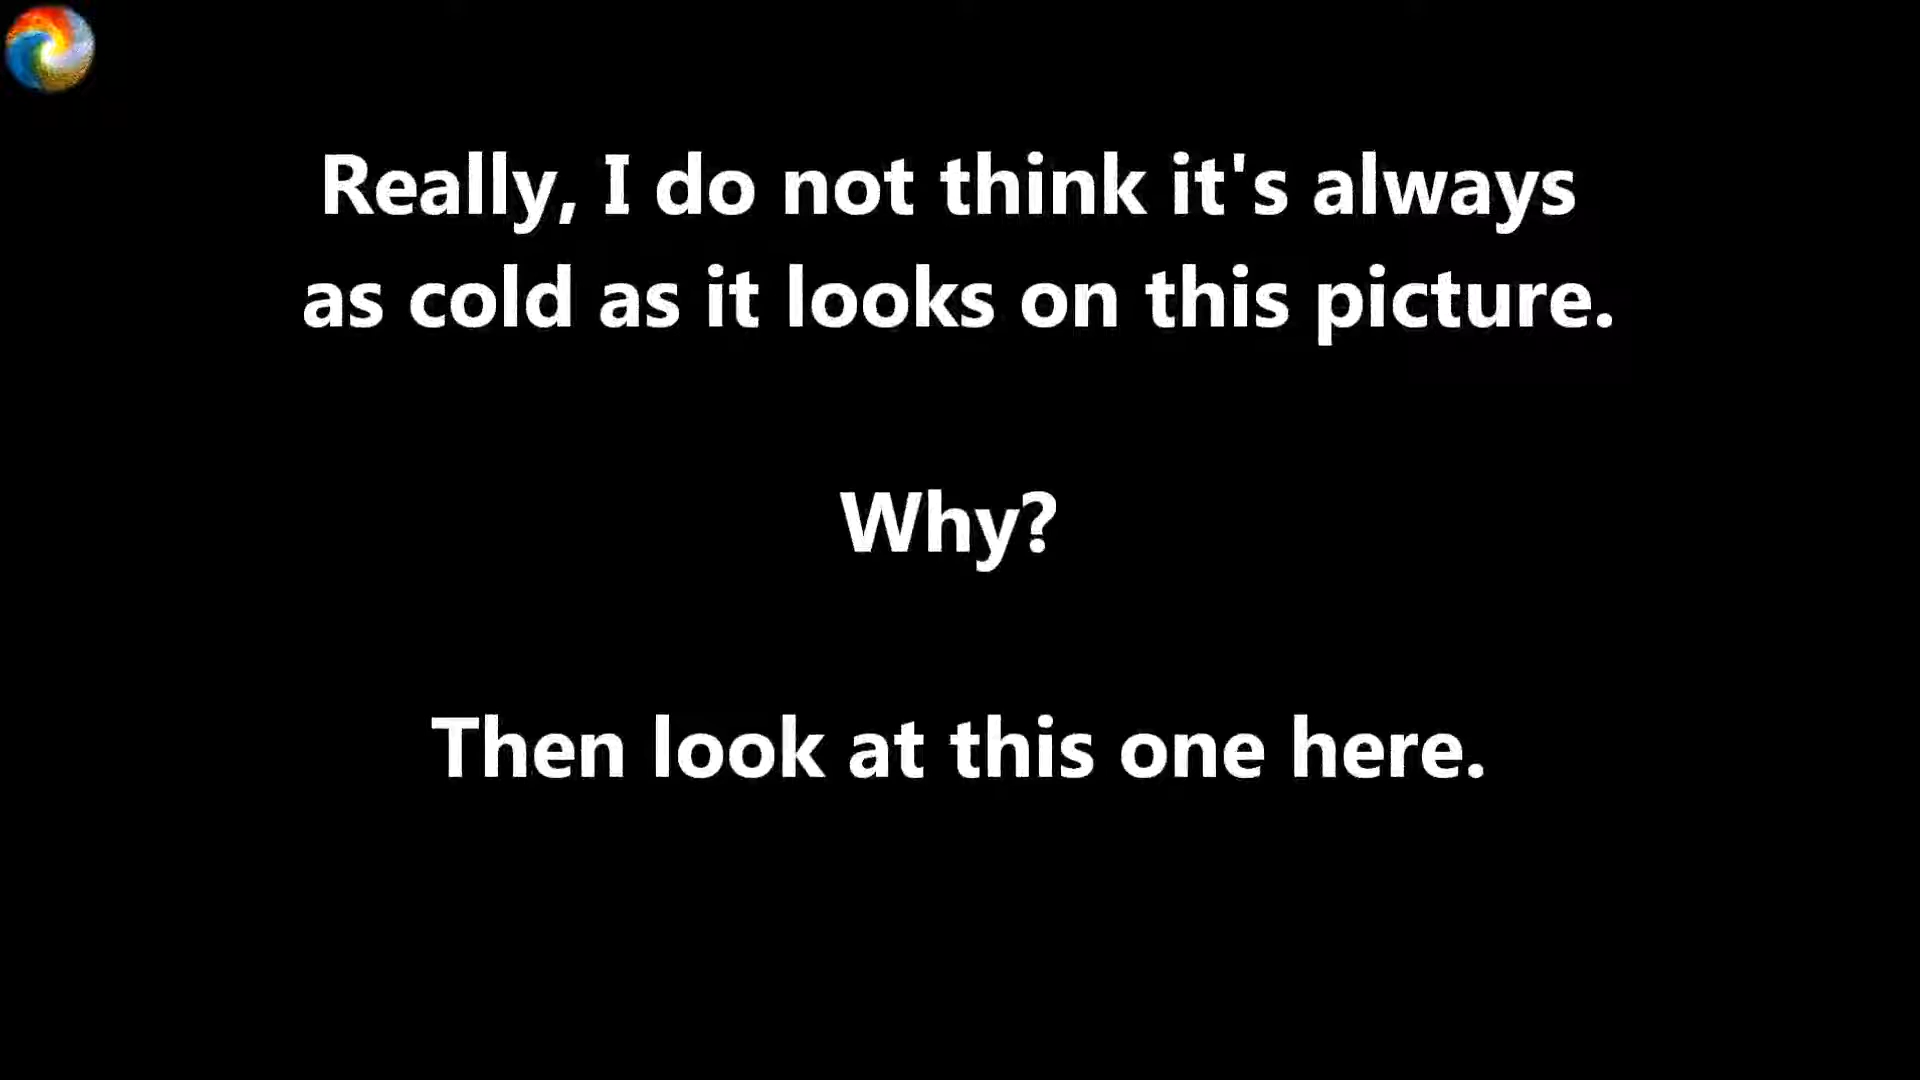 Really, I do not think it's always
as cold as it looks on this picture.
Why?
Then look at this one here.